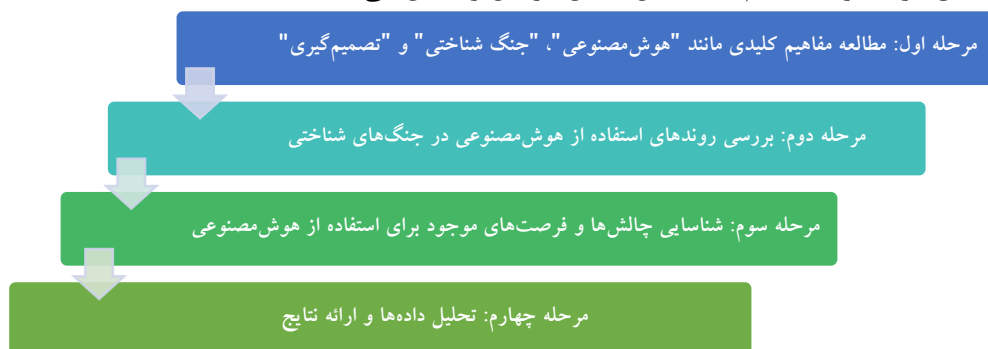 مرحله اول: مطالعه مفاهیم کلیدی مانند "هوش‌مصنوعی"، "جنگ شناختی" و "تصمیم‌گیری"
مرحله دوم: بررسی روندهای استفاده از هوش‌مصنوعی در جنگ‌های شناختی
مرحله سوم: شناسایی چالش‌ها و فرصت‌های موجود برای استفاده از هوش‌مصنوعی
مرحله چهارم: تحلیل داده‌ها و ارائه نتایج